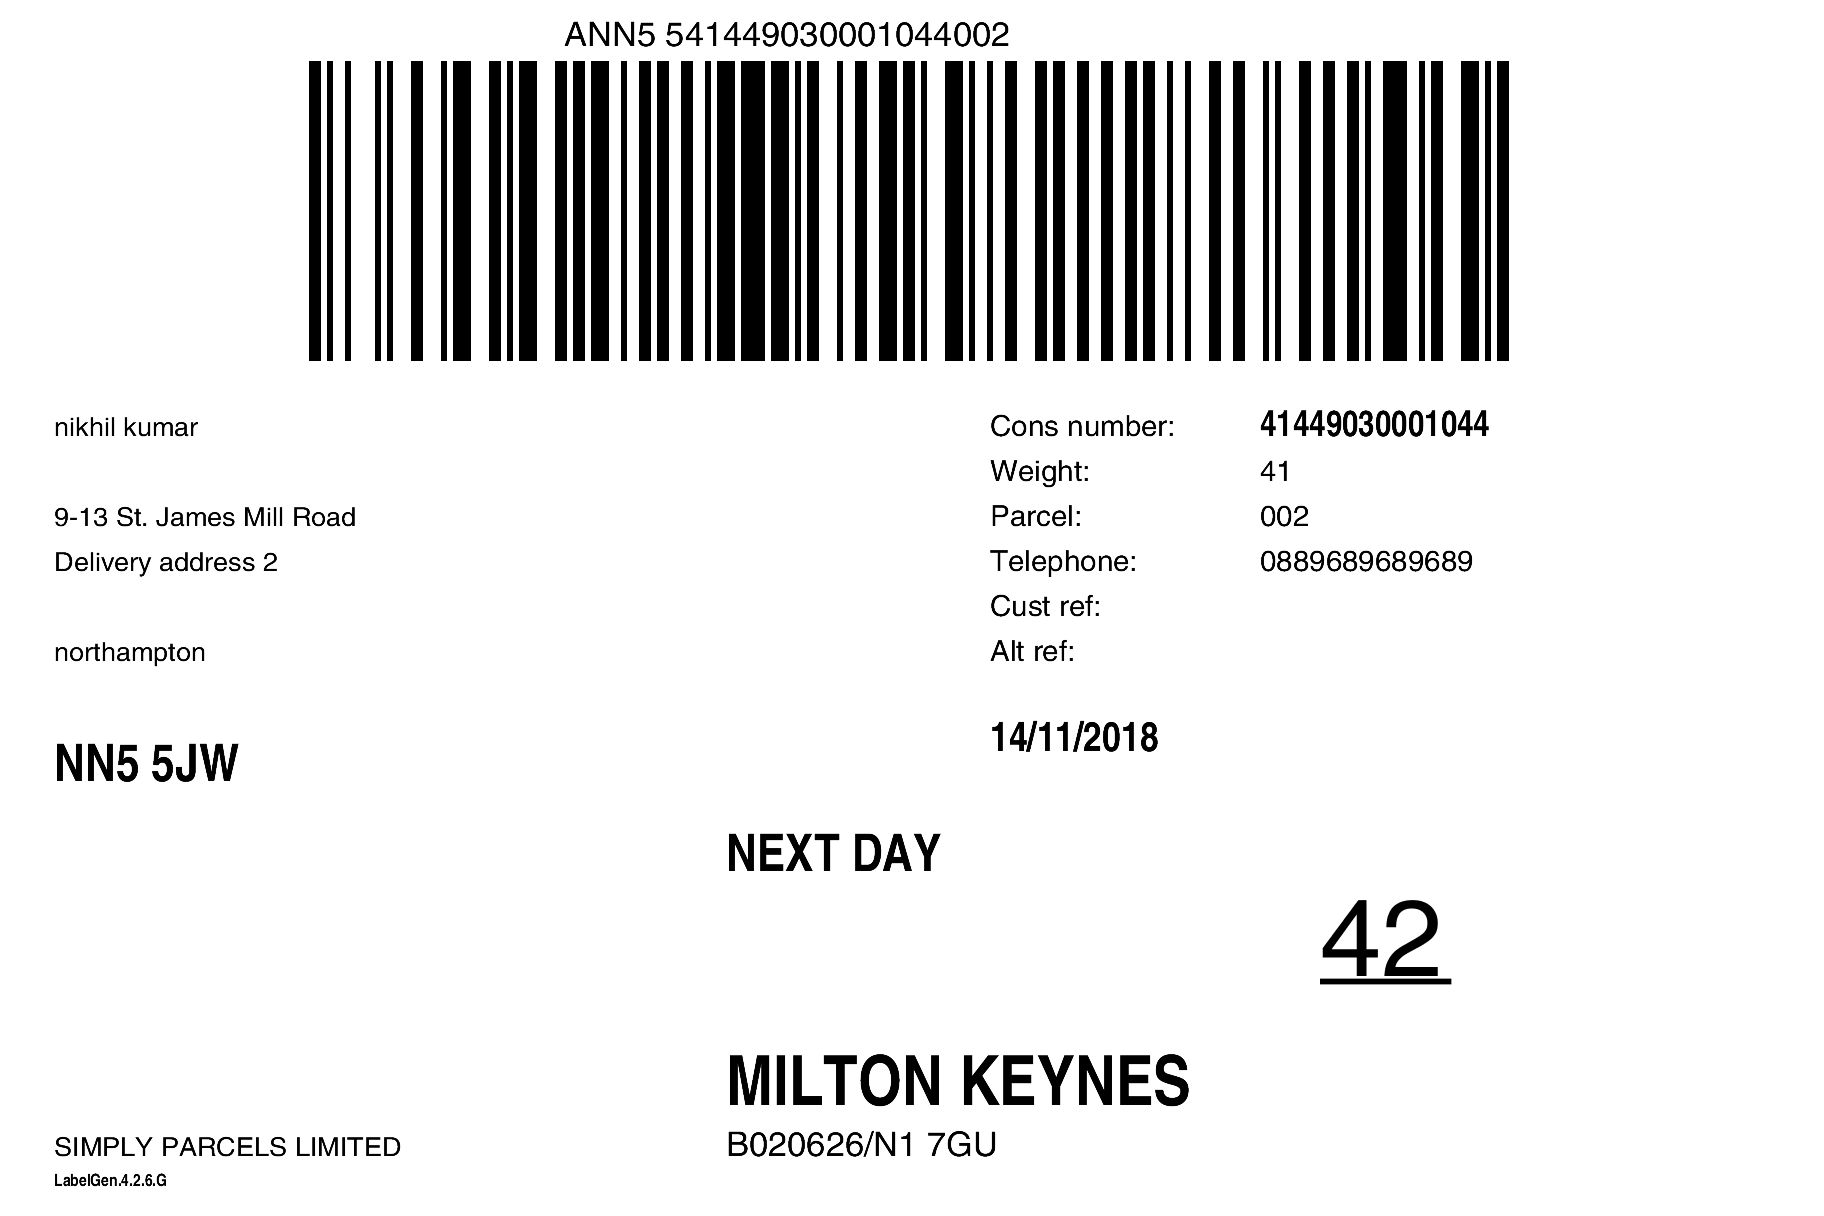 ANN5 541449030001044002
nikhil kumar
9-13 St. James Mill Road
Delivery address 2
northampton
NN5 5JW
Cons number: 41449030001044
Weight: 41
Parcel: 002
Telephone: 0889689689689
Cust ref:
Alt ref:
14/11/2018
NEXT DAY
42
MILTON KEYNES
B020626/N1 7GU
SIMPLY PARCELS LIMITED
LabelGen.4.2.6.G